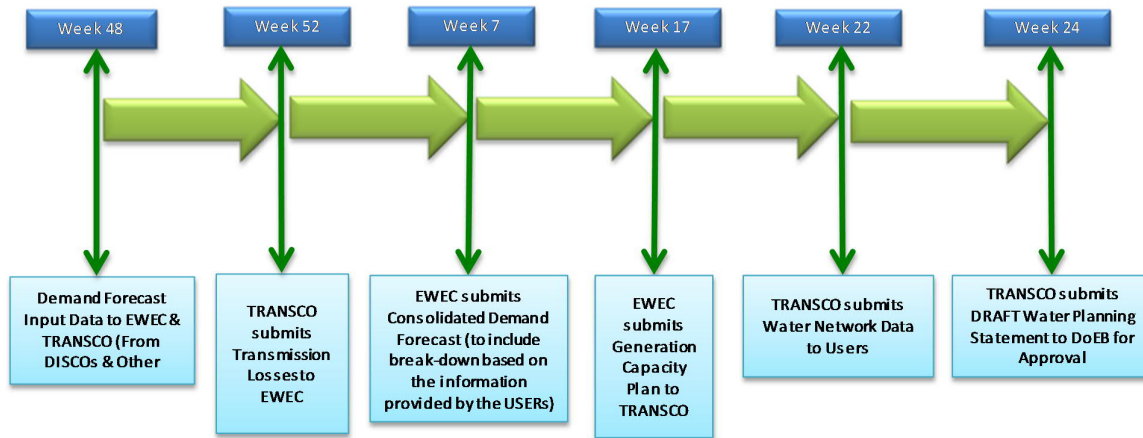 Week 48
Week 52
Week 7
Week 17
Week 22
Week 24
Demand Forecast
Input Data to EWEC &
TRANSCO (From
DISCOs & Other
TRANSCO
submits
Transmission
Losses to
EWEC
EWEC submits
Consolidated Demand
Forecast (to include
break-down based on
the information
provided by the USERs)
EWEC
submits
Generation
Capacity
Plan to
TRANSCO
TRANSCO submits
Water Network Data
to Users
TRANSCO submits
DRAFT Water Planning
Statement to DoEB for
Approval